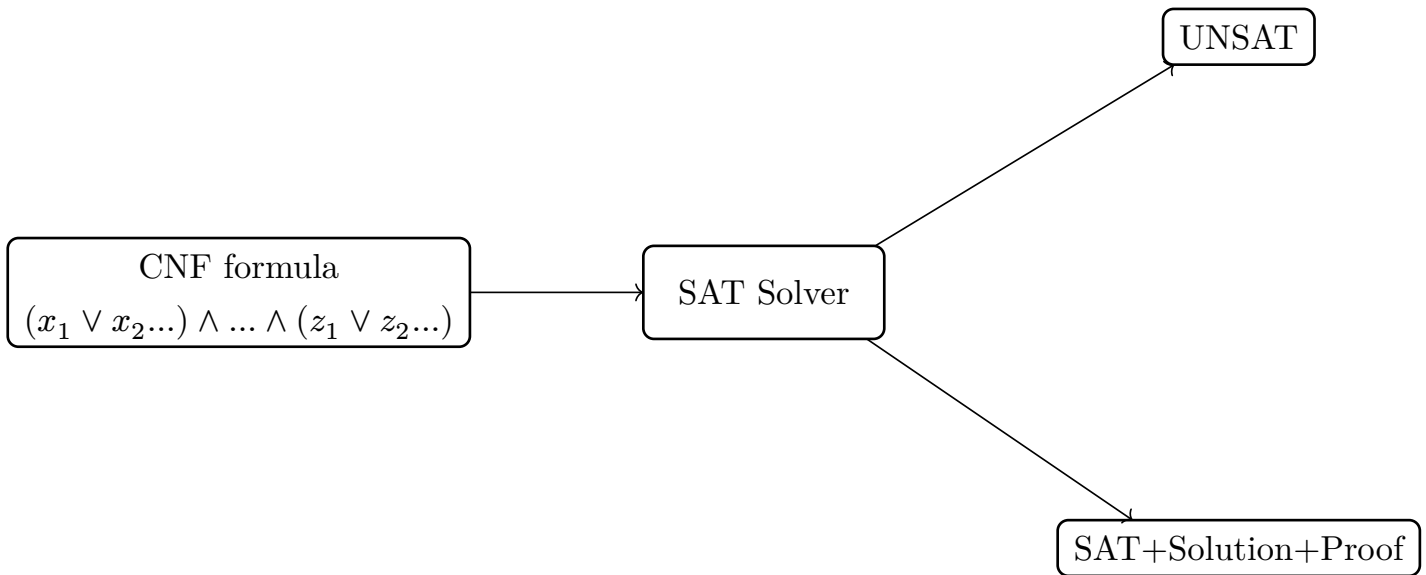 UNSAT
CNF formula
(x₁ ∨ x₂...) ∧ ... ∧ (z₁ ∨ z₂...)
SAT Solver
SAT+Solution+Proof